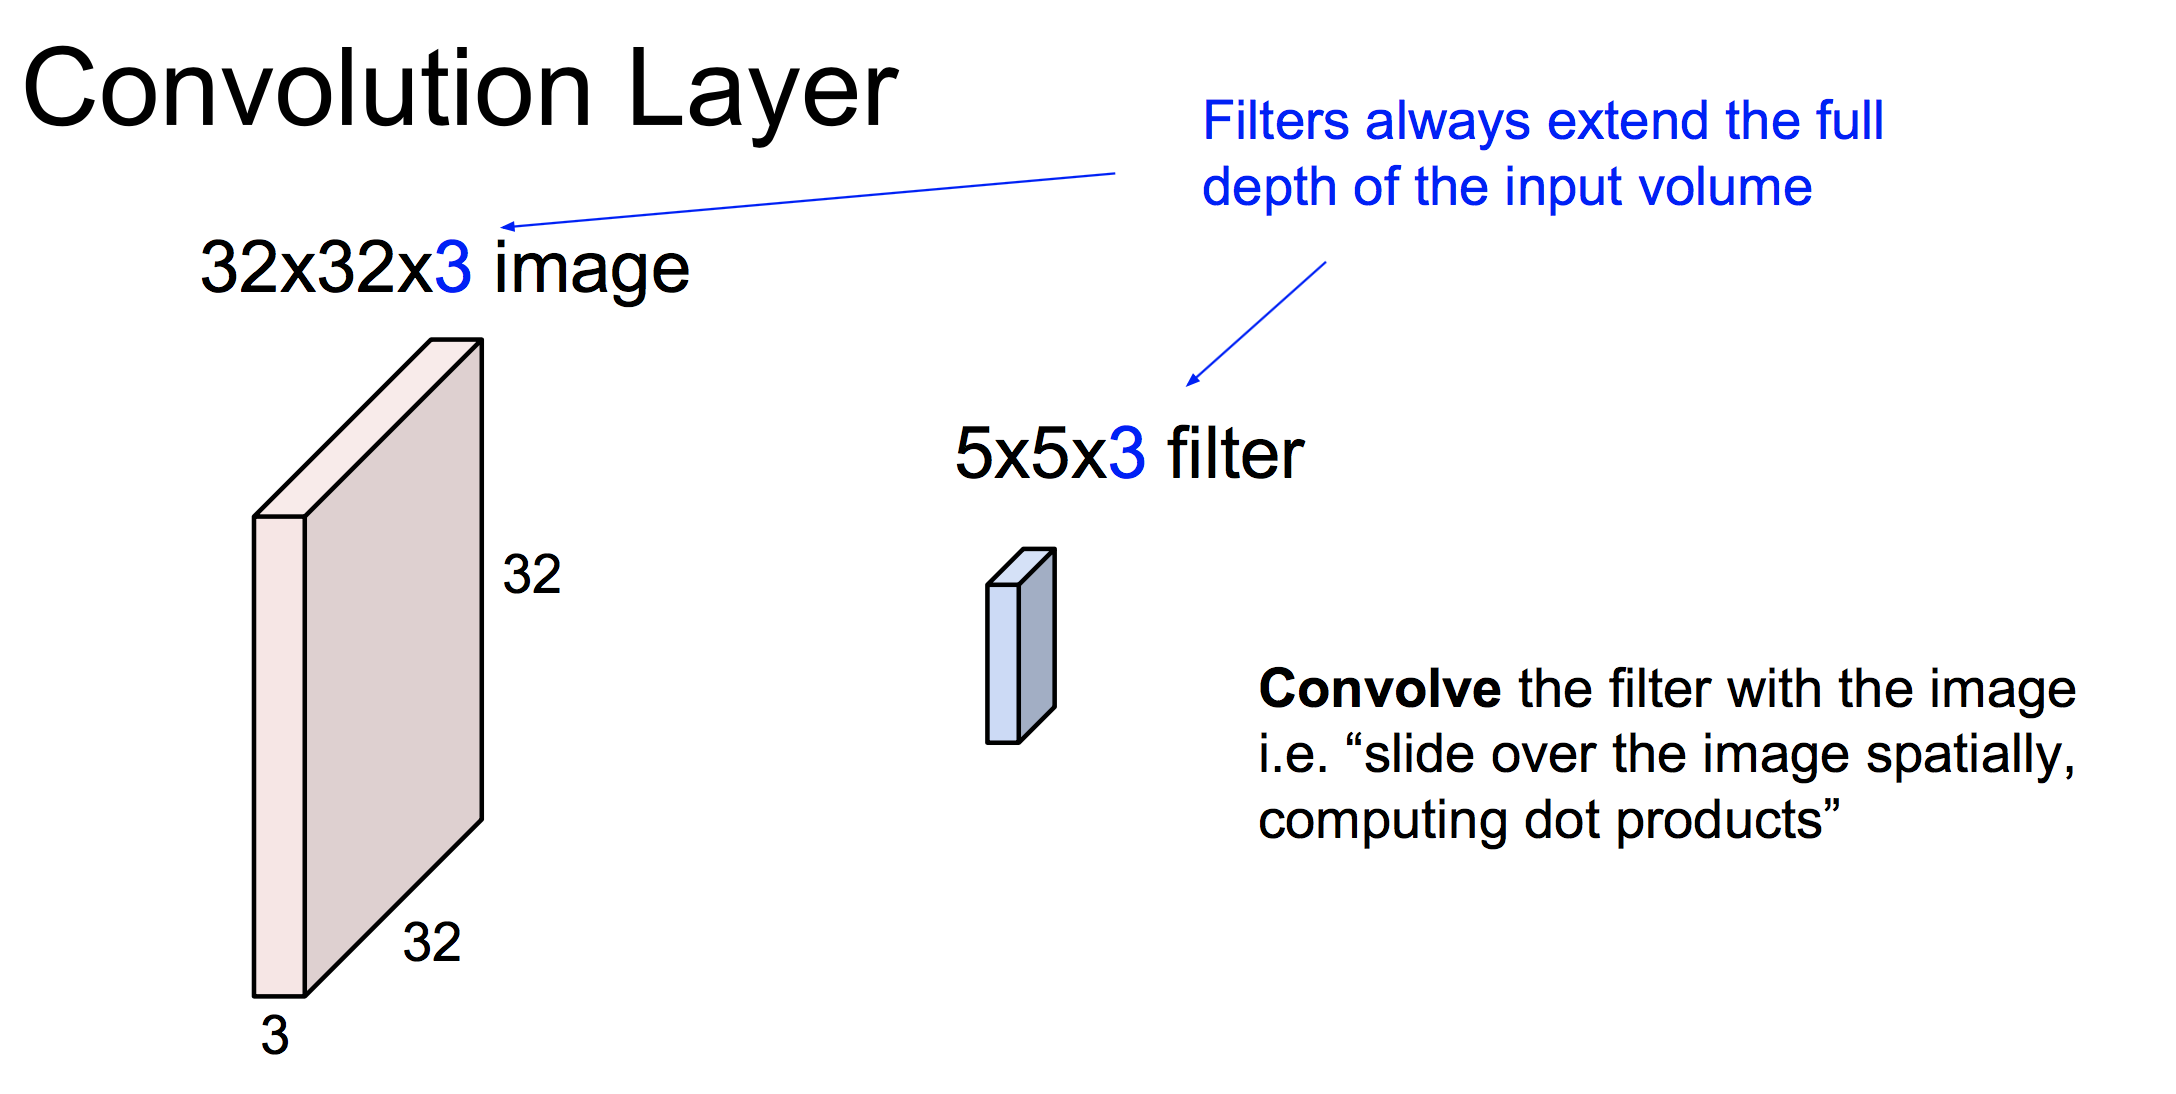 Convolution Layer
Filters always extend the full
depth of the input volume
32x32x3 image
5x5x3 filter
32
32
3
Convolve the filter with the image
i.e. “slide over the image spatially,
computing dot products”